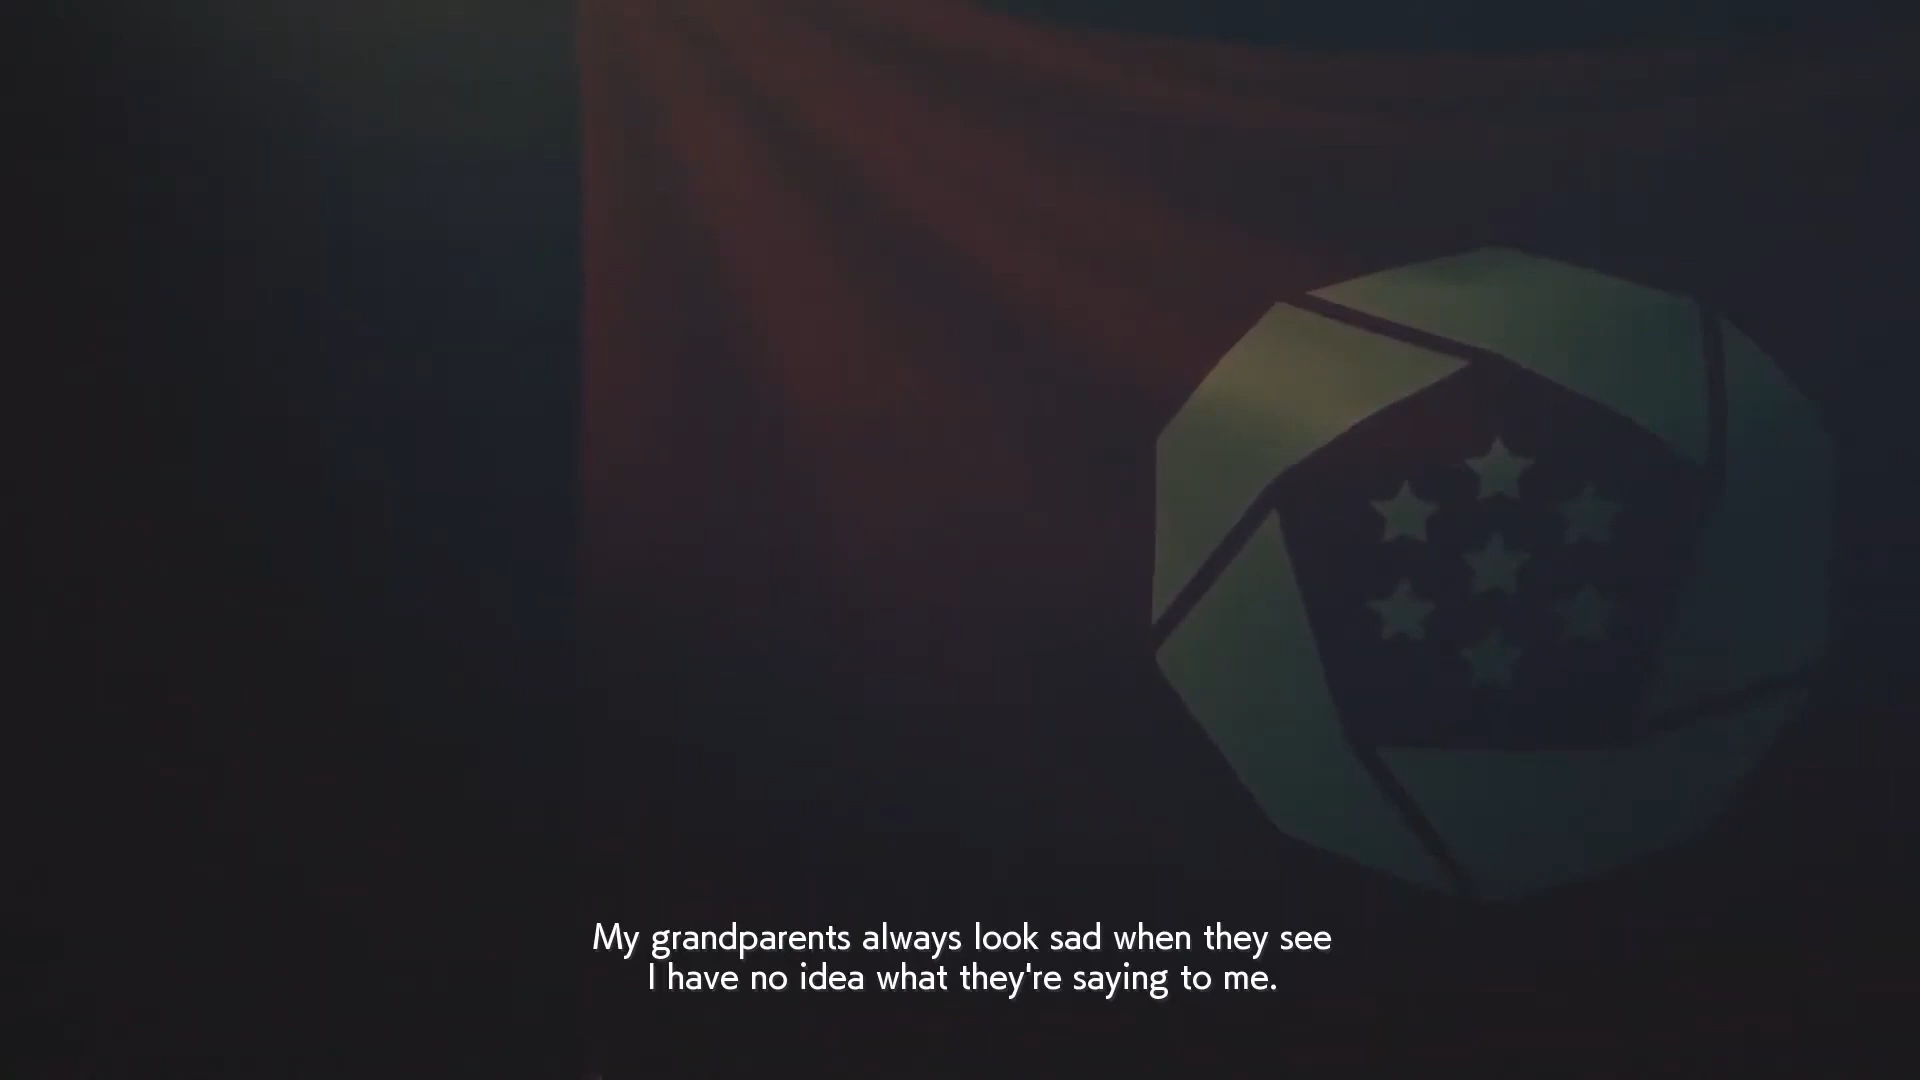 My grandparents always look sad when they see
I have no idea what they're saying to me.